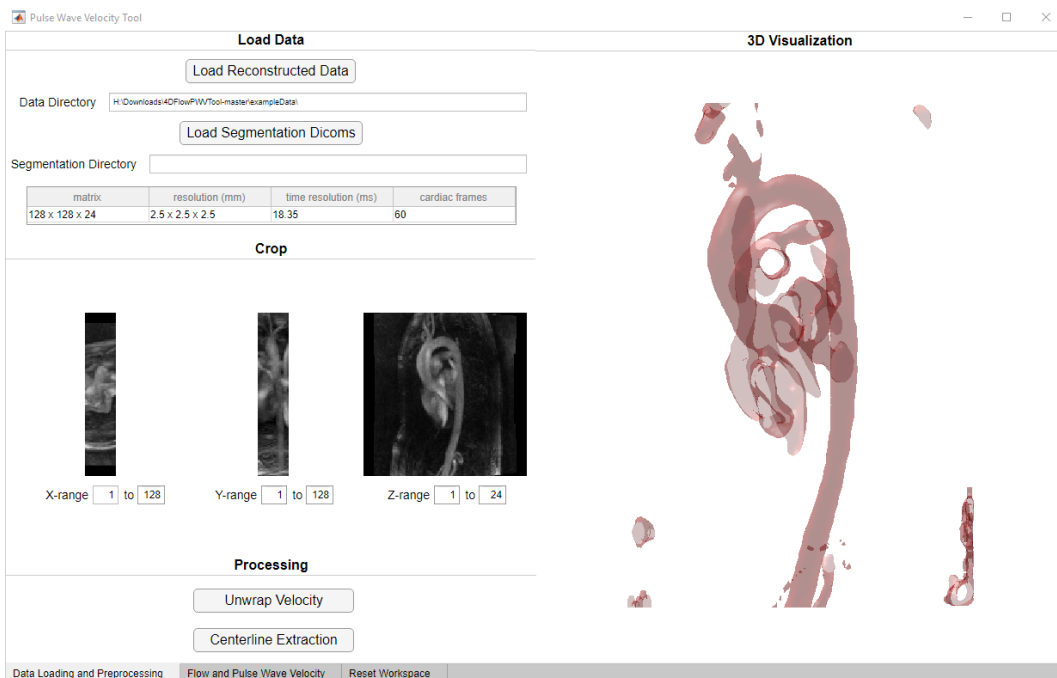 Pulse Wave Velocity Tool
Load Data
3D Visualization
Load Reconstructed Data
Data Directory H:\Downloads\4DFlowPWVTool-master\exampleData\
Load Segmentation Dicoms
Segmentation Directory
matrix resolution (mm) time resolution (ms) cardiac frames
128 x 128 x 24 2.5 x 2.5 x 2.5 18.35 60
Crop
X-range 1 to 128 Y-range 1 to 128 Z-range 1 to 24
Processing
Unwrap Velocity
Centerline Extraction
Data Loading and Preprocessing Flow and Pulse Wave Velocity Reset Workspace